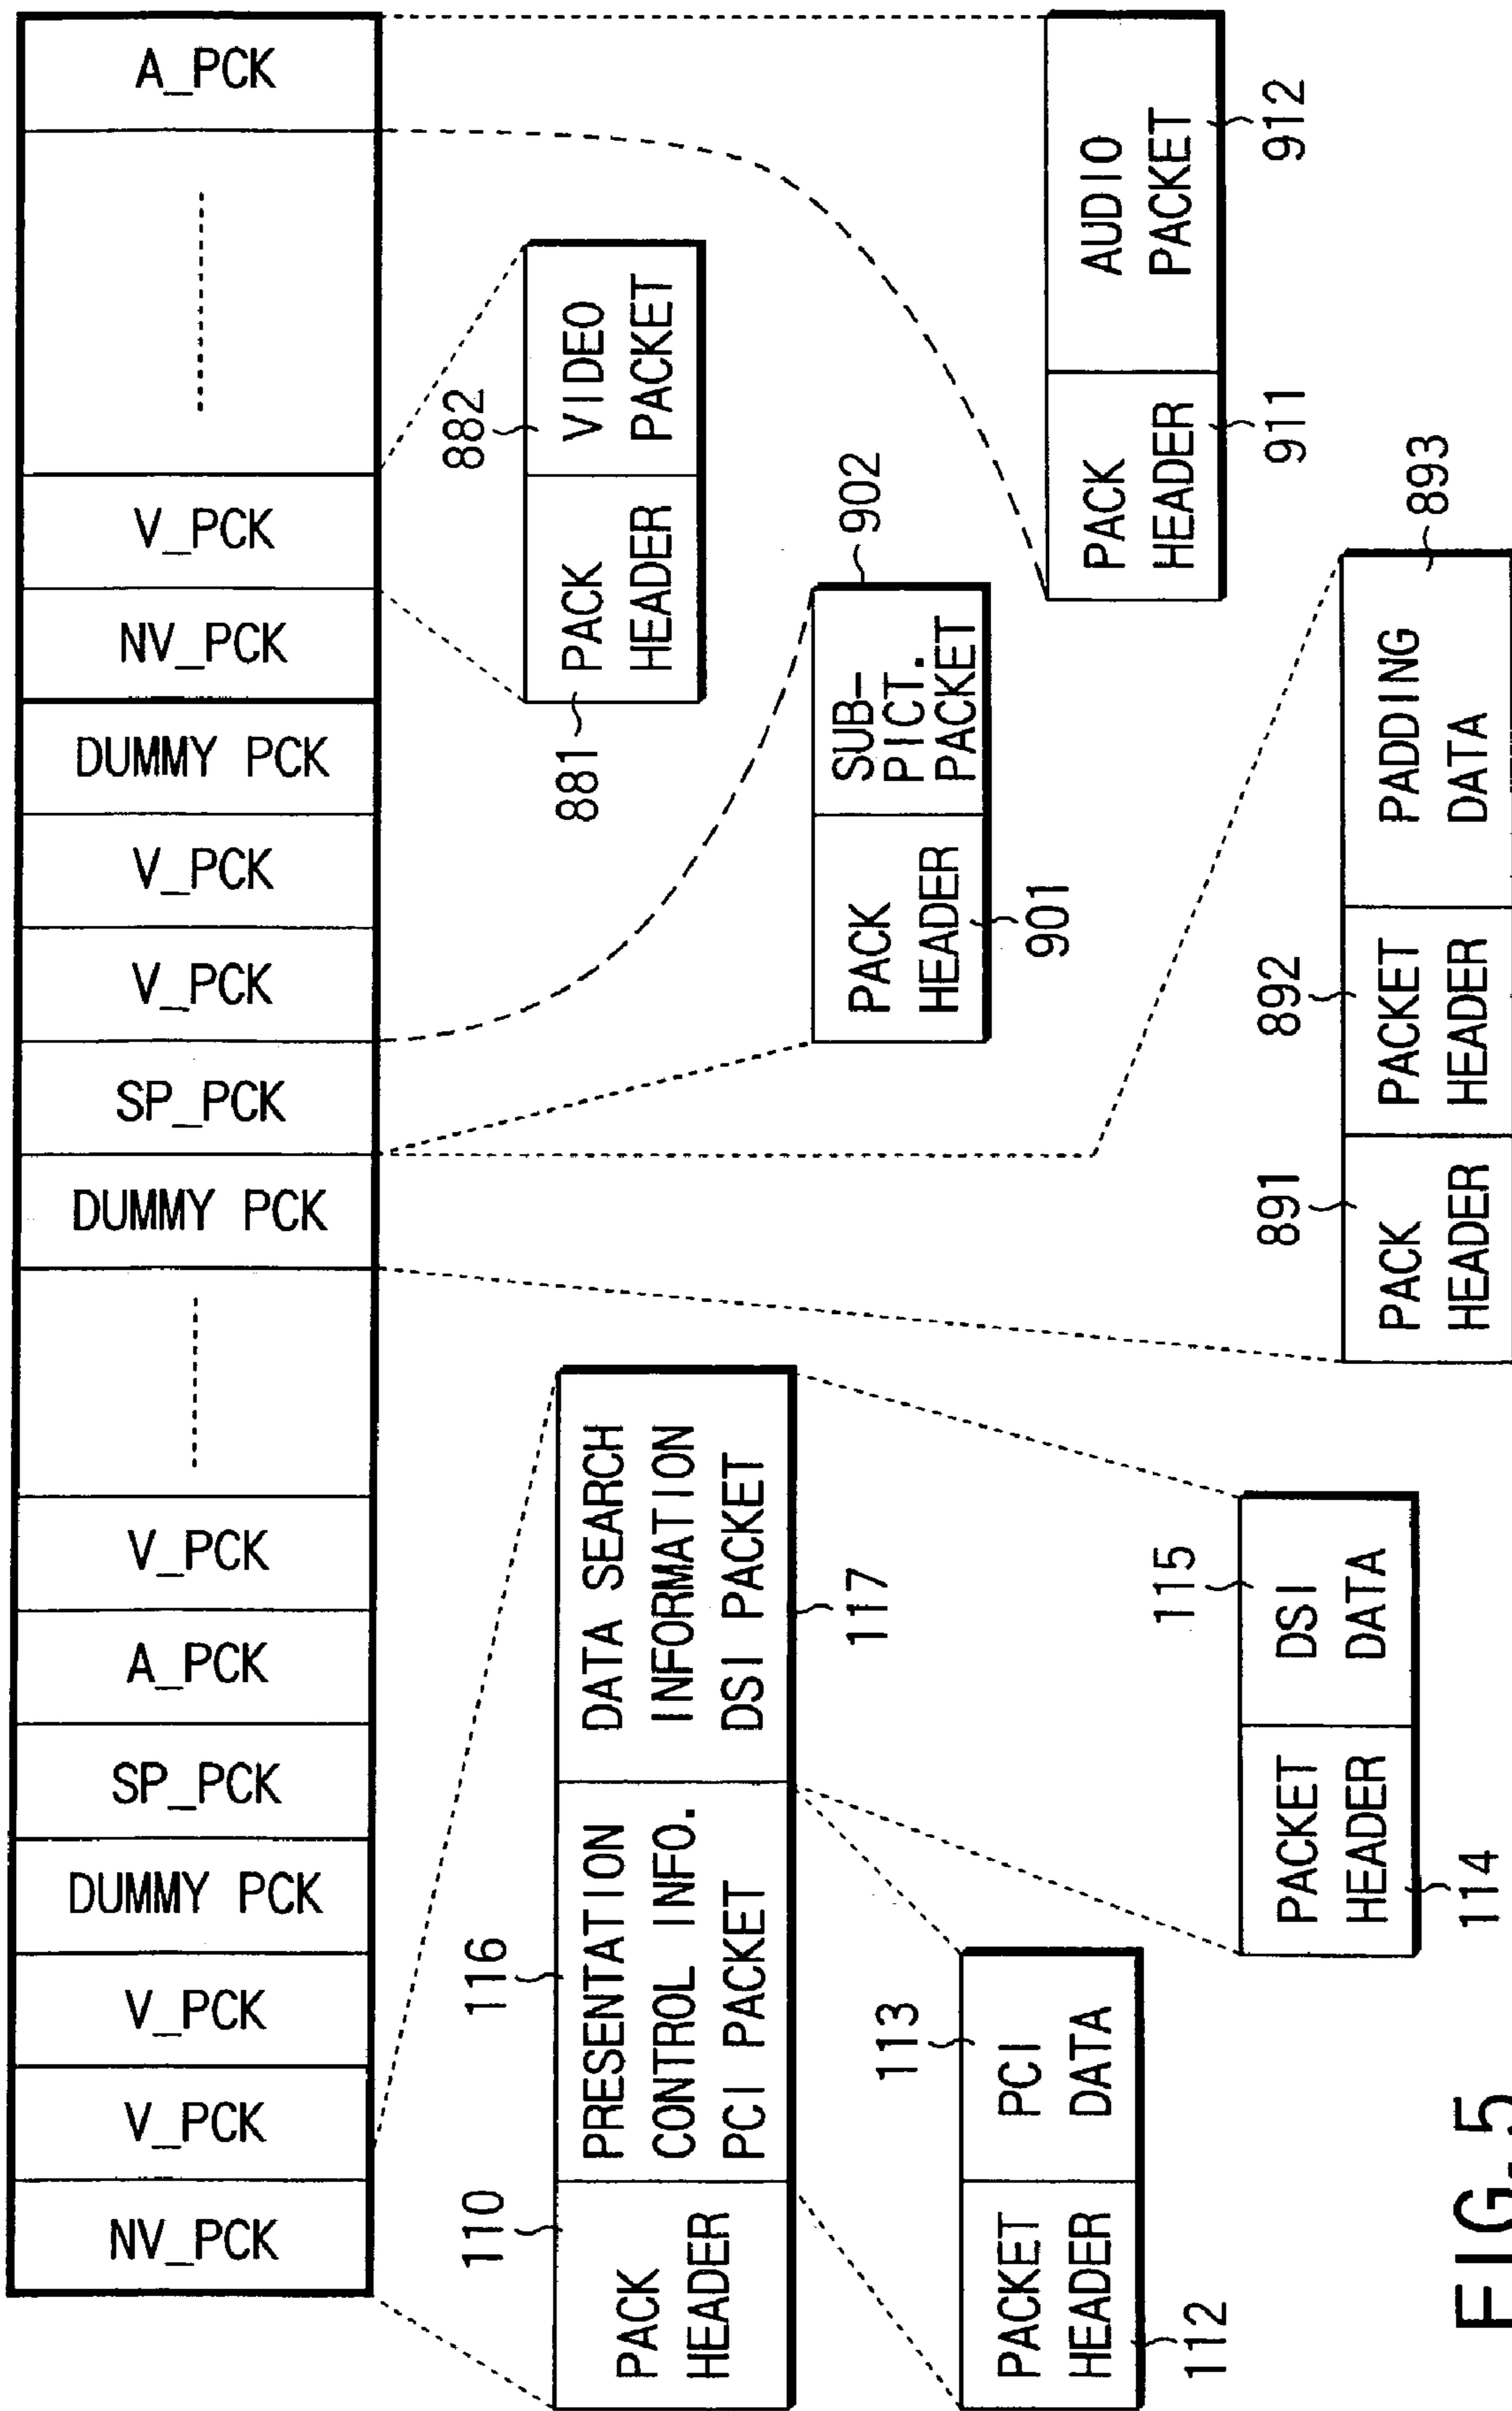 NV_PCK
V_PCK
V_PCK
DUMMY PCK
SP_PCK
A_PCK
V_PCK
DUMMY PCK
SP_PCK
V_PCK
V_PCK
DUMMY PCK
NV_PCK
V_PCK
A_PCK
110
116
PACK
HEADER
PRESENTATION
CONTROL INFO.
PCI PACKET
DATA SEARCH
INFORMATION
DSI PACKET
117
881
882
PACK
HEADER
VIDEO
PACKET
PACK
HEADER
SUB-
PICT.
PACKET
901
902
113
PACKET
HEADER
PCI
DATA
112
PACK
HEADER
AUDIO
PACKET
911
912
115
PACKET
HEADER
DSI
DATA
114
891
892
PACK
HEADER
PACKET
HEADER
PADDING
DATA
893
FIG. 5